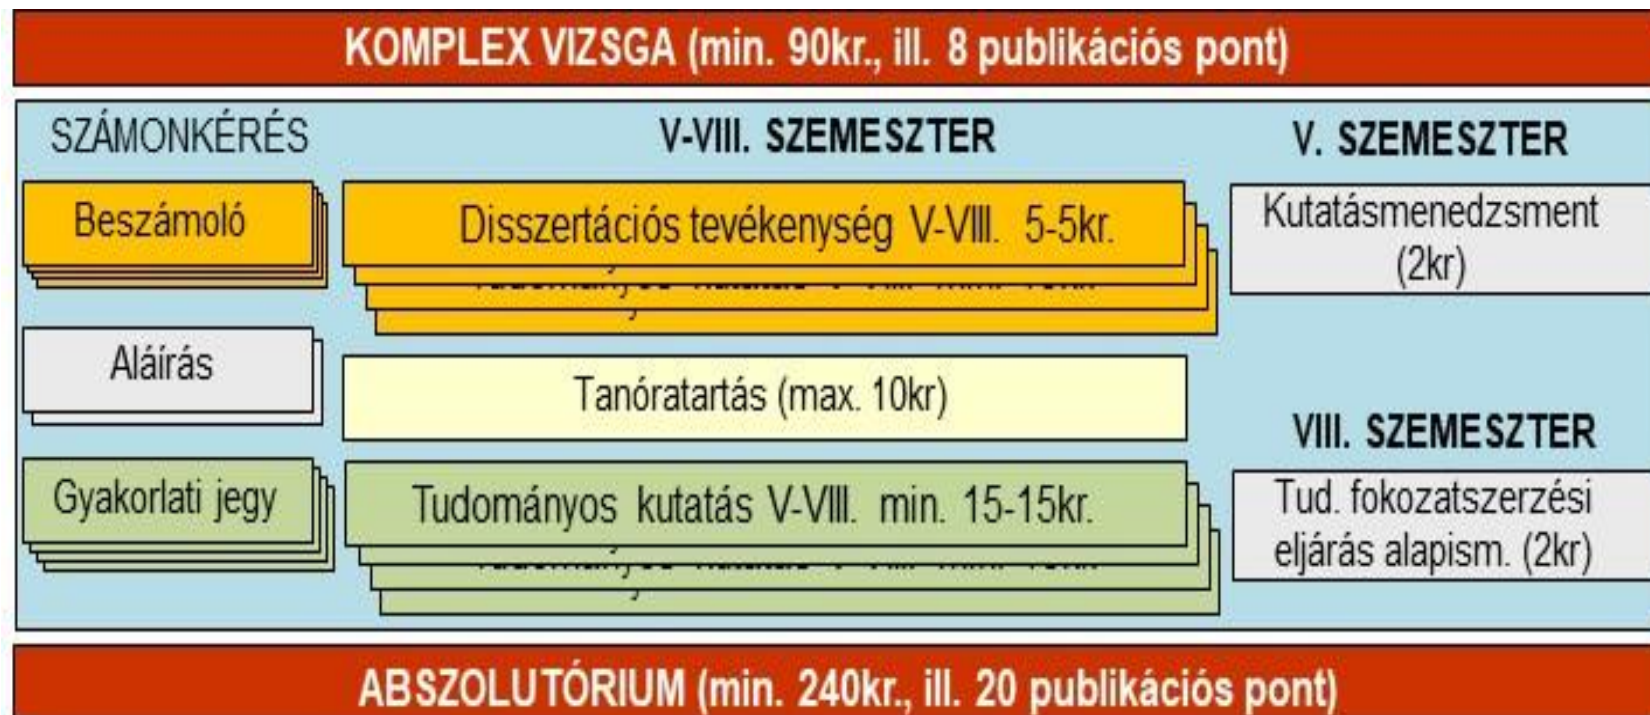 KOMPLEX VIZSGA (min. 90kr., ill. 8 publikációs pont)
SZÁMONKÉRÉS
V-VIII. SZEMESZTER
V. SZEMESZTER
Beszámoló
Disszertációs tevékenység V-VIII. 5-5kr.
Kutatásmenedzsment
(2kr)
Aláírás
Tanóratartás (max. 10kr)
VIII. SZEMESZTER
Gyakorlati jegy
Tudományos kutatás V-VIII. min. 15-15kr.
Tud. fokozatszerzési
eljárás alapism. (2kr)
ABSZOLUTÓRIUM (min. 240kr., ill. 20 publikációs pont)